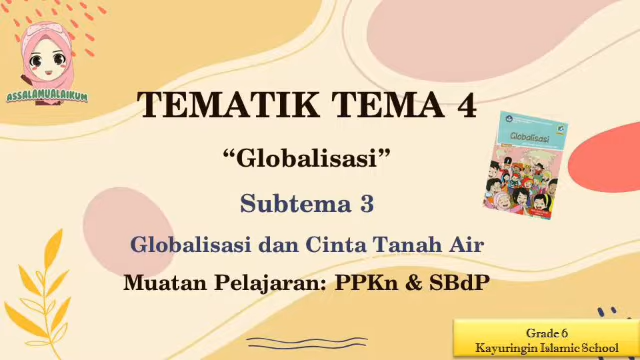 ASSALAMUALAIKUM
TEMATIK TEMA 4
“Globalisasi”
Globalisasi
Subtema 3
Globalisasi dan Cinta Tanah Air
Muatan Pelajaran: PPKn & SBdP
Grade 6
Kayuringin Islamic School